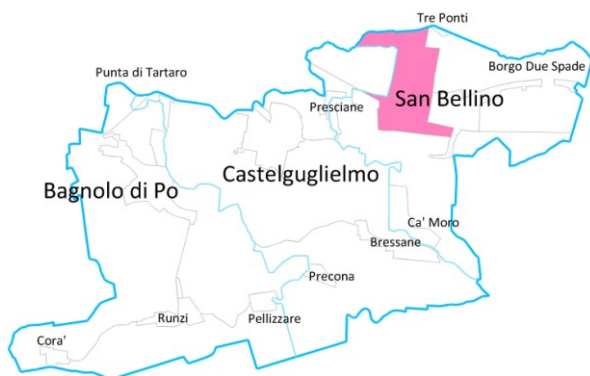 Tre Ponti
Borgo Due Spade
Punta di Tartaro
San Bellino
Presciane
Castelguglielmo
Bagnolo di Po
Ca' Moro
Bressane
Precona
Runzi
Pellizzare
Cora'